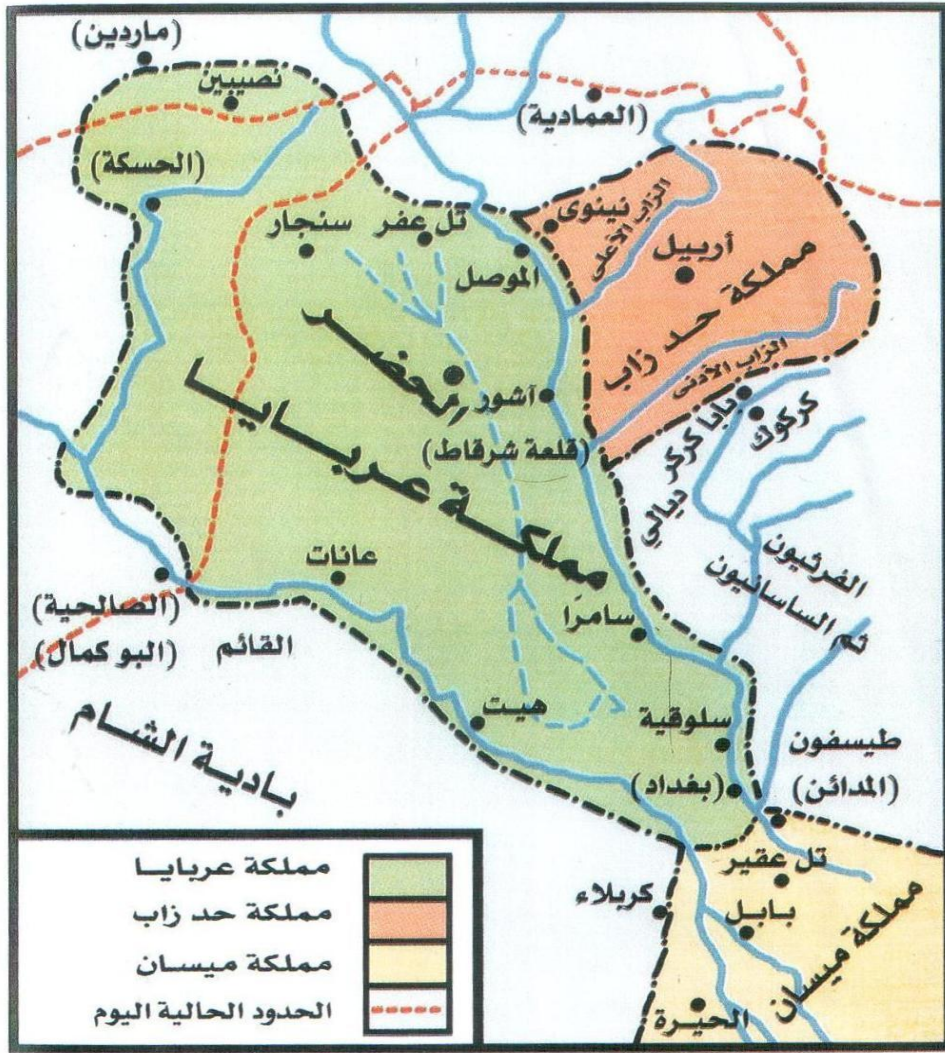 (ماردين)
نصيبين
(العمادية)
(الحسكة)
سنجار
تل عفر
نينوى
الموصل
الزاب الأعلى
أربيل
مملكة حد زاب
الزاب الأدنى
الحضر
آشور
(قلعة شرقاط)
بابا كركر
كركوك
ديالي
مملكة عربايا
الفرثيون
ثم الساسانيون
عانات
سامرا
(الصالحية)
(البو كمال)
القائم
هيت
سلوقية
(بغداد)
طيسفون
(المدائن)
بادية الشام
تل عقير
كربلاء
بابل
مملكة ميسان
الحيرة
مملكة عربايا
مملكة حد زاب
مملكة ميسان
الحدود الحالية اليوم